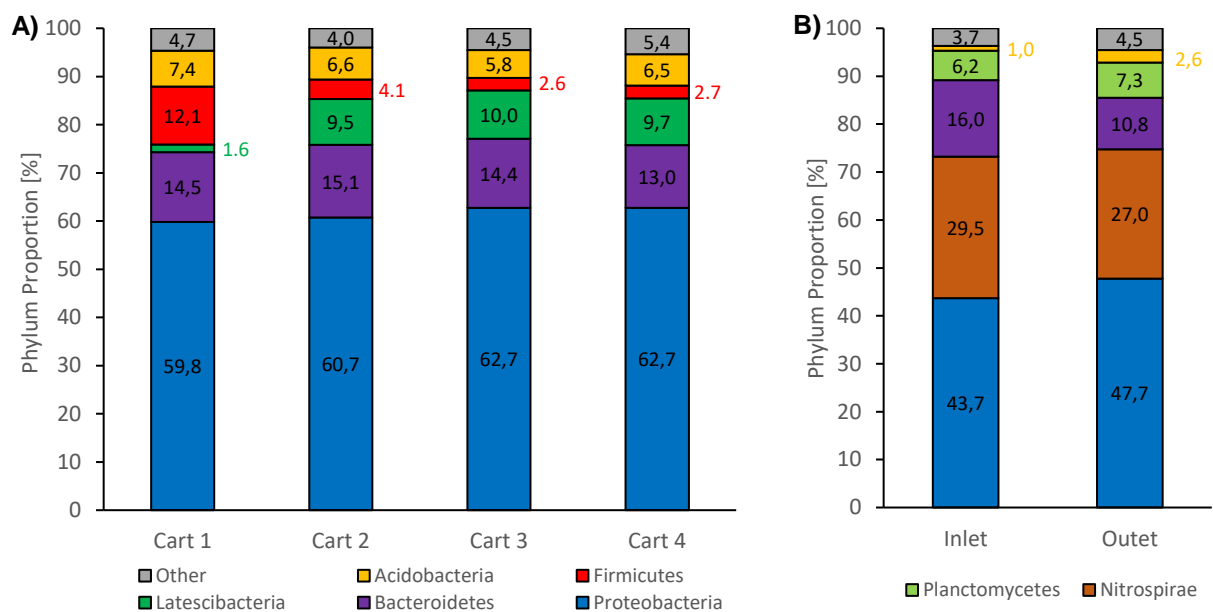 A)
Phylum Proportion [%]
100
90
80
70
60
50
40
30
20
10
0
4,7 4,0 4,5 5,4
7,4 6,6 5,8 6,5
12,1 4.1 2.6 2.7
1.6 9,5 10,0 9,7
14,5 15,1 14,4 13,0
59,8 60,7 62,7 62,7
Cart 1 Cart 2 Cart 3 Cart 4
Other Acidobacteria Firmicutes
Latescibacteria Bacteroidetes Proteobacteria
B)
Phylum Proportion [%]
100
90
80
70
60
50
40
30
20
10
0
3,7 4,5
1,0 2,6
6,2 7,3
16,0 10,8
29,5 27,0
43,7 47,7
Inlet Outet
Planctomycetes Nitrospirae